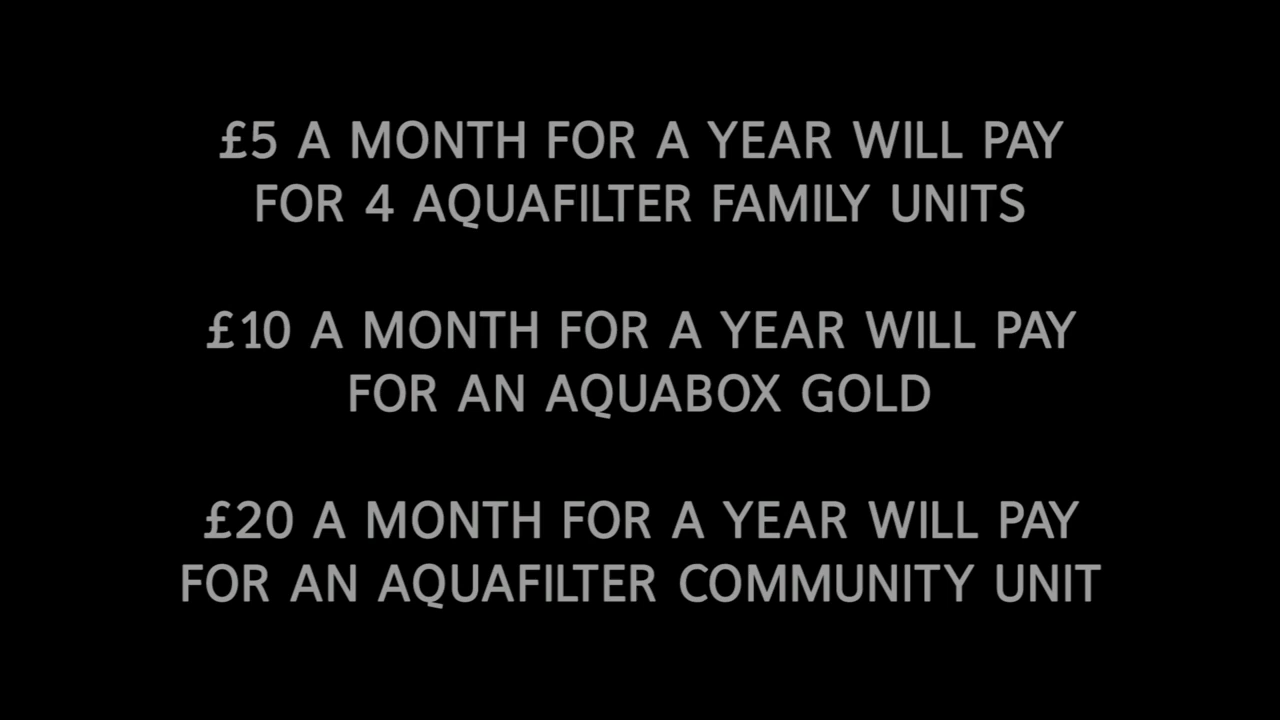 £5 A MONTH FOR A YEAR WILL PAY
FOR 4 AQUAFILTER FAMILY UNITS
£10 A MONTH FOR A YEAR WILL PAY
FOR AN AQUABOX GOLD
£20 A MONTH FOR A YEAR WILL PAY
FOR AN AQUAFILTER COMMUNITY UNIT